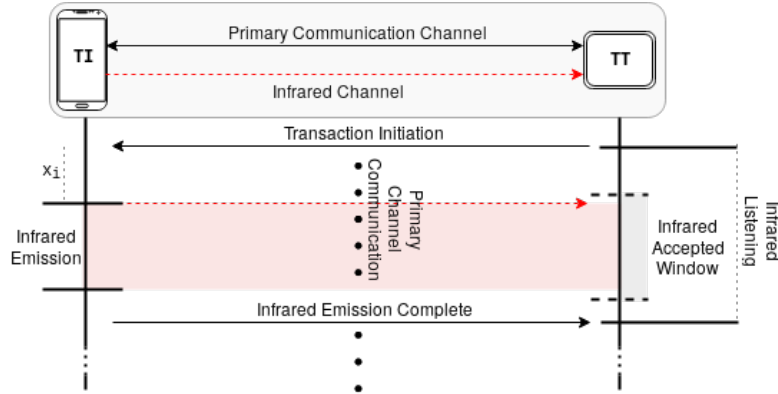 Primary Communication Channel
TI
TT
Infrared Channel
Transaction Initiation
xi
Primary
Channel
Communication
Infrared
Emission
Infrared
Accepted
Window
Infrared
Listening
Infrared Emission Complete